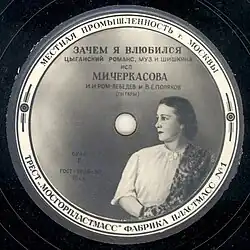 МЕСТНАЯ ПРОМЫШЛЕННОСТЬ г. МОСКВЫ
ЗАЧЕМ Я ВЛЮБИЛСЯ
ЦЫГАНСКИЙ РОМАНС, МУЗ. Н. ШИШКИНА
ИСП.
М.И.ЧЕРКАСОВА
И. И РОМ-ЛЕБЕДЕВ И В.Е. ПОЛЯКОВ
(ГИТАРЫ)
ГОСТ
ТРЕСТ „МОСГОРПЛАСТМАСС" ФАБРИКА ПЛАСТМАСС №1